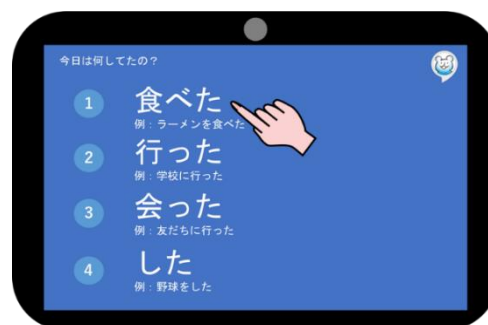 今日は何してたの？
1 食べた
例：ラーメンを食べた
2 行った
例：学校に行った
3 会った
例：友だちに行った
4 した
例：野球をした